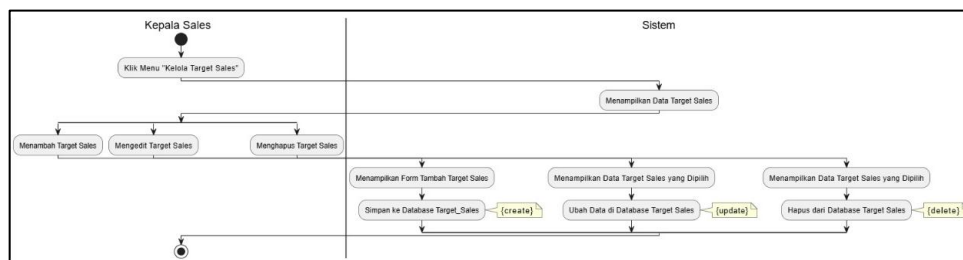 Kepala Sales
Sistem
Klik Menu "Kelola Target Sales"
Menampilkan Data Target Sales
Menambah Target Sales
Mengedit Target Sales
Menghapus Target Sales
Menampilkan Form Tambah Target Sales
Menampilkan Data Target Sales yang Dipilih
Menampilkan Data Target Sales yang Dipilih
Simpan ke Database Target_Sales
{create}
Ubah Data di Database Target Sales
{update}
Hapus dari Database Target Sales
{delete}